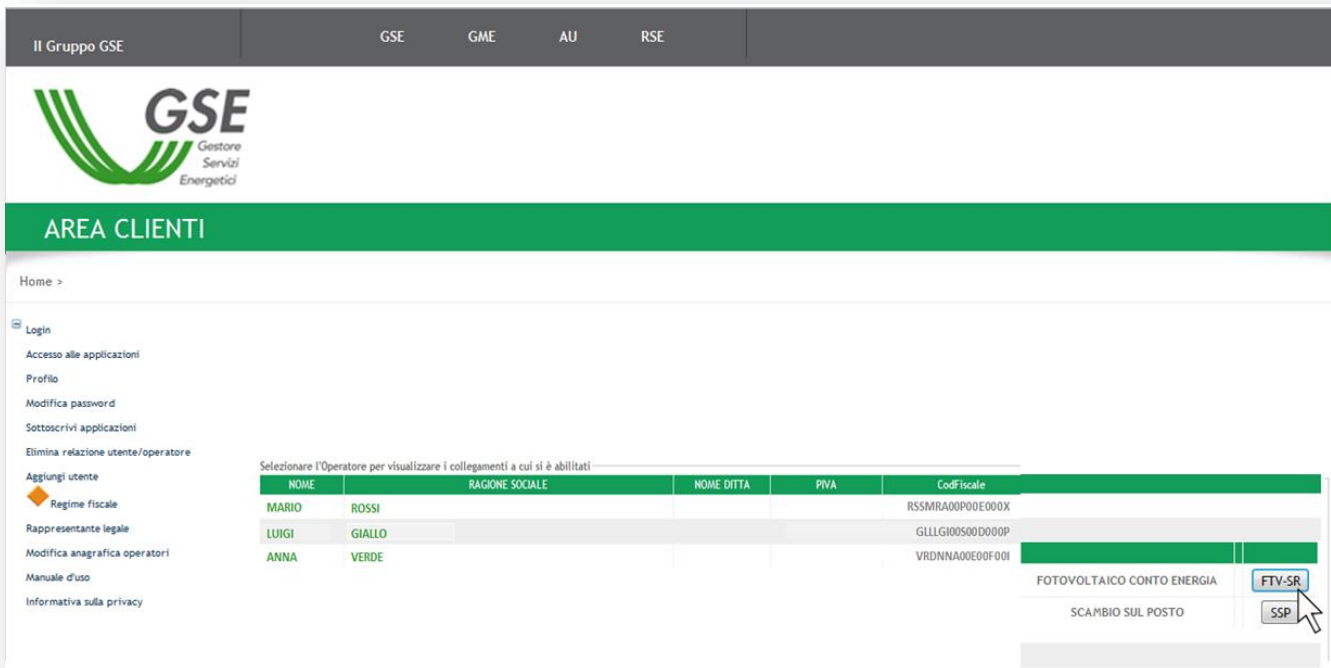 Il Gruppo GSE GSE GME AU RSE
GSE
Gestore
Servizi
Energetici
AREA CLIENTI
Home >
Login
Accesso alle applicazioni
Profilo
Modifica password
Sottoscrivi applicazioni
Elimina relazione utente/operatore
Aggiungi utente
Regime fiscale
Rappresentante legale
Modifica anagrafica operatori
Manuale d'uso
Informativa sulla privacy
Selezionare l'Operatore per visualizzare i collegamenti a cui si è abilitati
NOME RAGIONE SOCIALE NOME DITTA PIVA CodFiscale
MARIO ROSSI RSSMRA00P00E000X
LUIGI GIALLO GLLLGI00S00D000P
ANNA VERDE VRDNNA00E00F00I
FOTOVOLTAICO CONTO ENERGIA FTV-SR
SCAMBIO SUL POSTO SSP